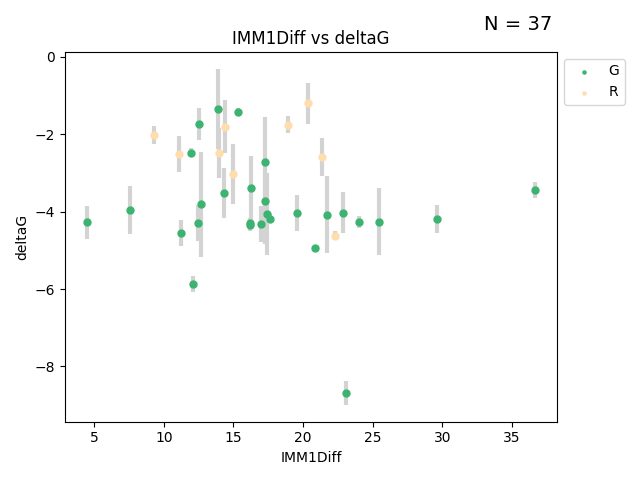 N = 37
IMM1Diff vs deltaG
G
R
deltaG
0
−2
−4
−6
−8
5 10 15 20 25 30 35
IMM1Diff